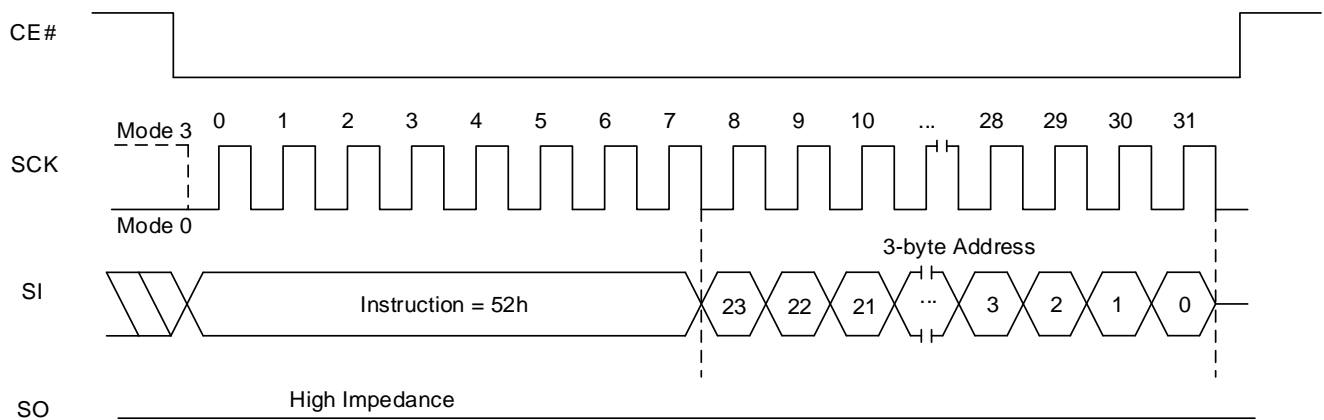 CE#
0 1 2 3 4 5 6 7 8 9 10 ... 28 29 30 31
Mode 3
SCK
Mode 0
3-byte Address
SI Instruction = 52h 23 22 21 ... 3 2 1 0
High Impedance
SO